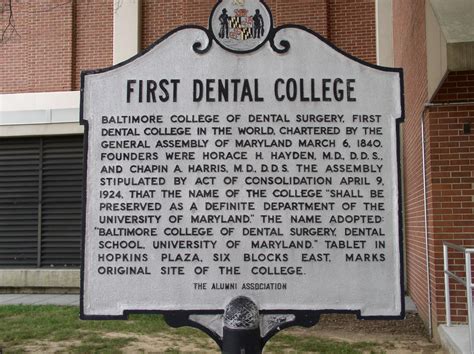 FIRST DENTAL COLLEGE
BALTIMORE COLLEGE OF DENTAL SURGERY, FIRST
DENTAL COLLEGE IN THE WORLD, CHARTERED BY THE
GENERAL ASSEMBLY OF MARYLAND MARCH 6, 1840.
FOUNDERS WERE HORACE H. HAYDEN, M.D., D.D.S.,
AND CHAPIN A. HARRIS, M.D., D.D.S. THE ASSEMBLY
STIPULATED BY ACT OF CONSOLIDATION APRIL 9,
1924, THAT THE NAME OF THE COLLEGE "SHALL BE
PRESERVED AS A DEFINITE DEPARTMENT OF THE
UNIVERSITY OF MARYLAND." THE NAME ADOPTED:
"BALTIMORE COLLEGE OF DENTAL SURGERY, DENTAL
SCHOOL, UNIVERSITY OF MARYLAND." TABLET IN
HOPKINS PLAZA, SIX BLOCKS EAST, MARKS
ORIGINAL SITE OF THE COLLEGE.
THE ALUMNI ASSOCIATION